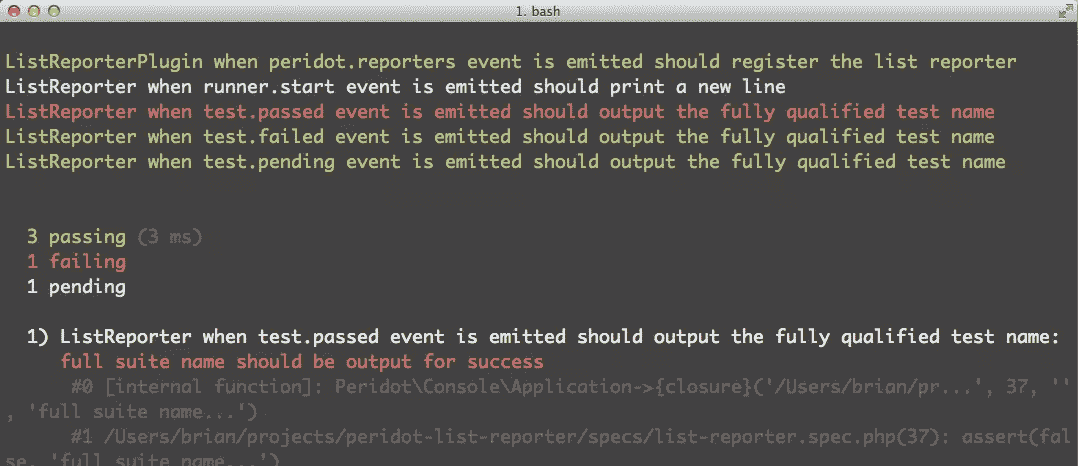 1. bash
ListReporterPlugin when peridot.reporters event is emitted should register the list reporter
ListReporter when runner.start event is emitted should print a new line
ListReporter when test.passed event is emitted should output the fully qualified test name
ListReporter when test.failed event is emitted should output the fully qualified test name
ListReporter when test.pending event is emitted should output the fully qualified test name
3 passing (3 ms)
1 failing
1 pending
1) ListReporter when test.passed event is emitted should output the fully qualified test name:
full suite name should be output for success
#0 [internal function]: Peridot\Console\Application->{closure}('/Users/brian/pr...', 37, ''
, 'full suite name...')
#1 /Users/brian/projects/peridot-list-reporter/specs/list-reporter.spec.php(37): assert(fal
se, 'full suite name...')